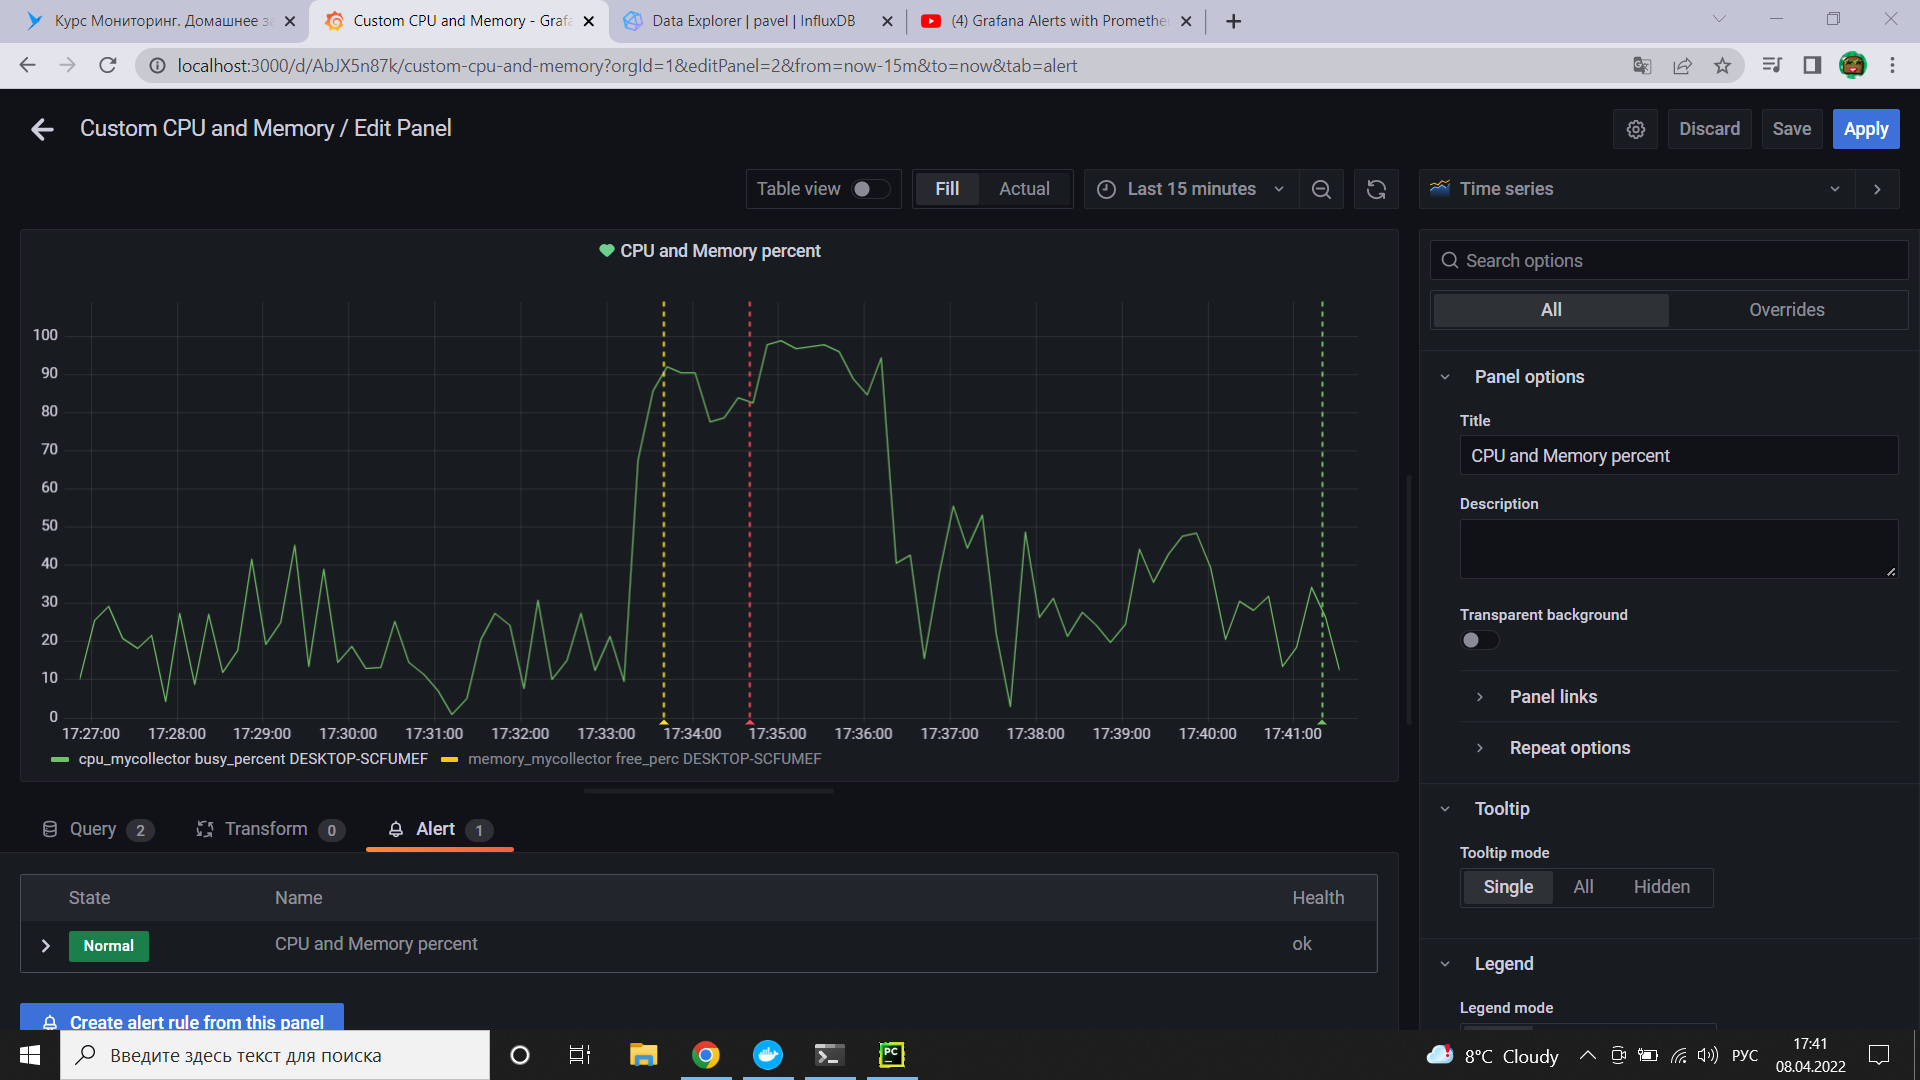 Курс Мониторинг. Домашнее за
Custom CPU and Memory - Grafa
Data Explorer | pavel | InfluxDB
(4) Grafana Alerts with Promethe
localhost:3000/d/AbJX5n87k/custom-cpu-and-memory?orgId=1&editPanel=2&from=now-15m&to=now&tab=alert
Custom CPU and Memory / Edit Panel
Discard
Save
Apply
Table view
Fill
Actual
Last 15 minutes
Time series
CPU and Memory percent
100
90
80
70
60
50
40
30
20
10
0
17:27:00 17:28:00 17:29:00 17:30:00 17:31:00 17:32:00 17:33:00 17:34:00 17:35:00 17:36:00 17:37:00 17:38:00 17:39:00 17:40:00 17:41:00
cpu_mycollector busy_percent DESKTOP-SCFUMEF memory_mycollector free_perc DESKTOP-SCFUMEF
Query 2
Transform 0
Alert 1
State Name Health
Normal CPU and Memory percent ok
Create alert rule from this panel
Search options
All
Overrides
Panel options
Title
CPU and Memory percent
Description
Transparent background
Panel links
Repeat options
Tooltip
Tooltip mode
Single All Hidden
Legend
Legend mode
Введите здесь текст для поиска
PC
8°C Cloudy
РУС
17:41
08.04.2022